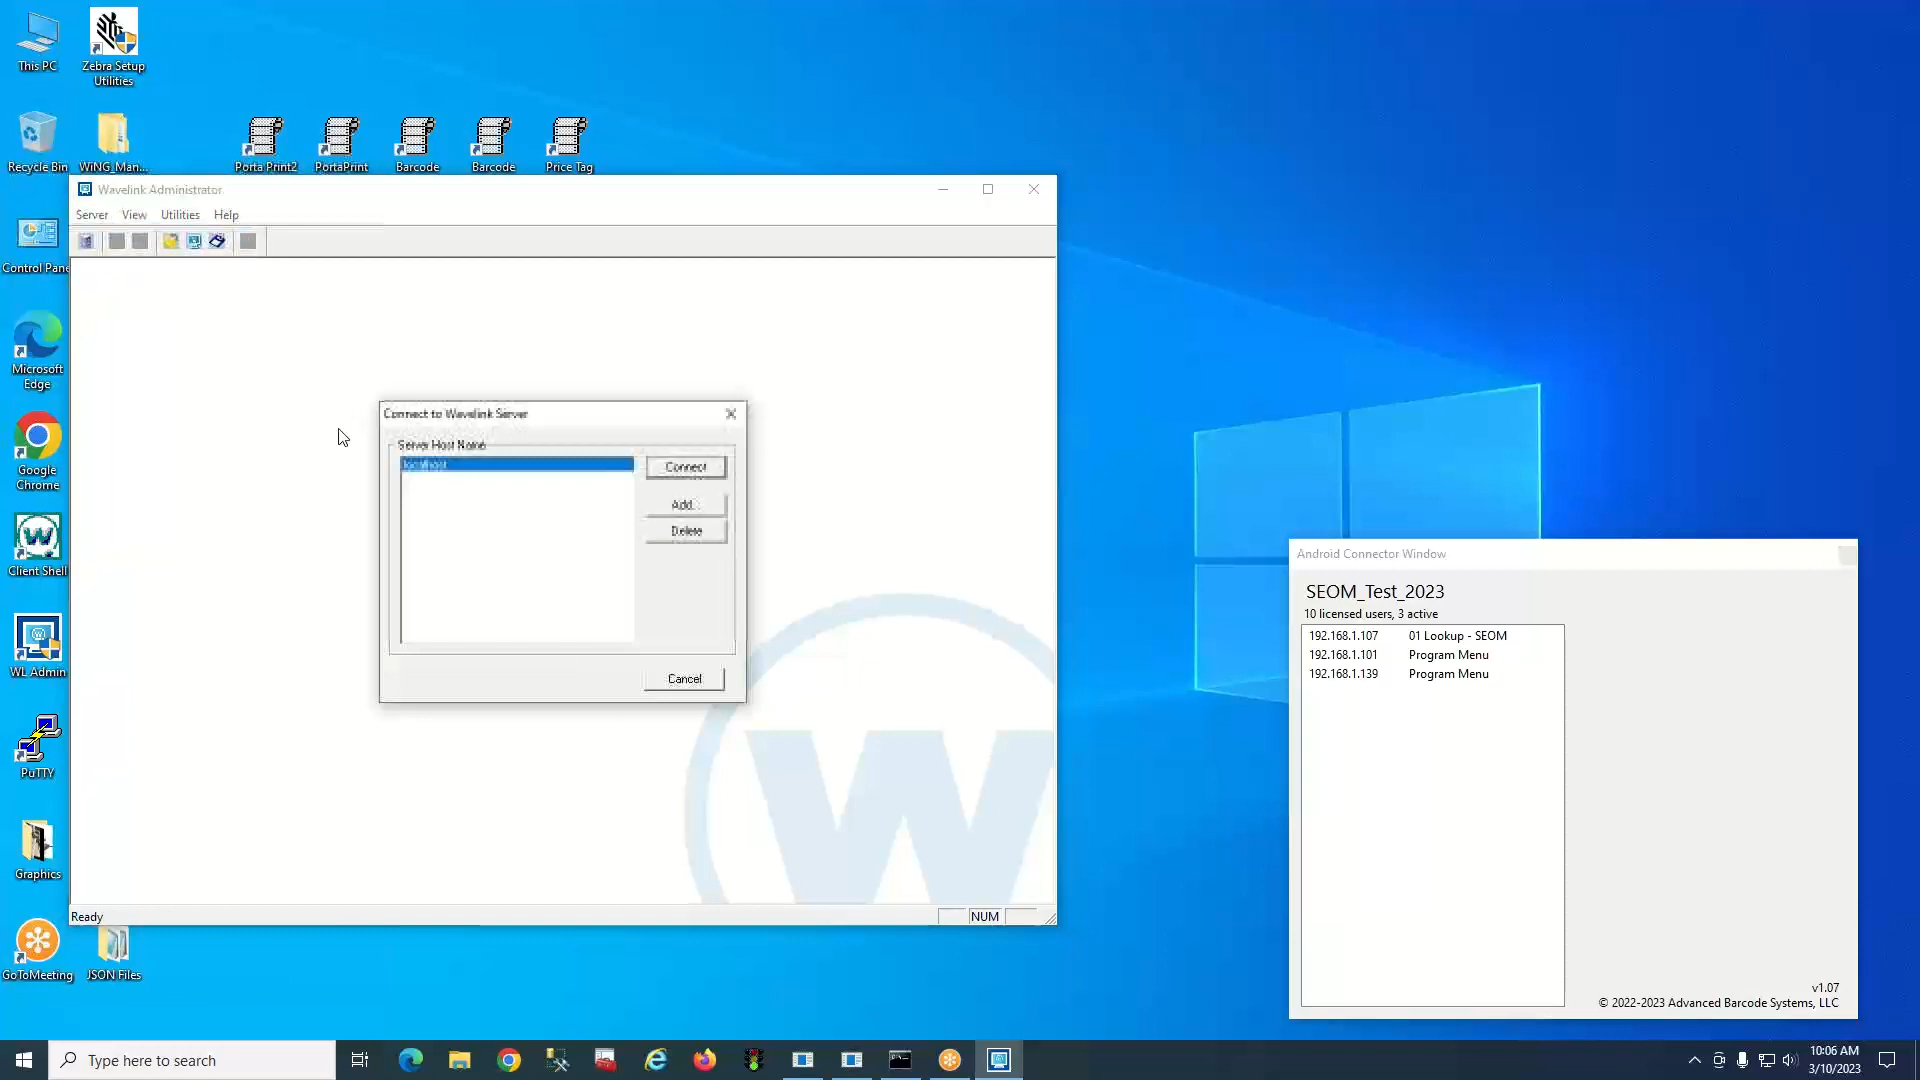 This PC
Zebra Setup
Utilities
Recycle Bin
WiNG_Man...
Porta Print2
PortaPrint
Barcode
Barcode
Price Tag
Wavelink Administrator
Server View Utilities Help
Control Pane
Microsoft
Edge
Google
Chrome
Client Shell
WL Admin
PuTTY
Graphics
GoToMeeting
JSON Files
Connect to Wavelink Server
Server Host Name
localhost
Connect
Add...
Delete
Cancel
W
Ready
NUM
Android Connector Window
SEOM_Test_2023
10 licensed users, 3 active
192.168.1.107 01 Lookup - SEOM
192.168.1.101 Program Menu
192.168.1.139 Program Menu
v1.07
© 2022-2023 Advanced Barcode Systems, LLC
Type here to search
10:06 AM
3/10/2023